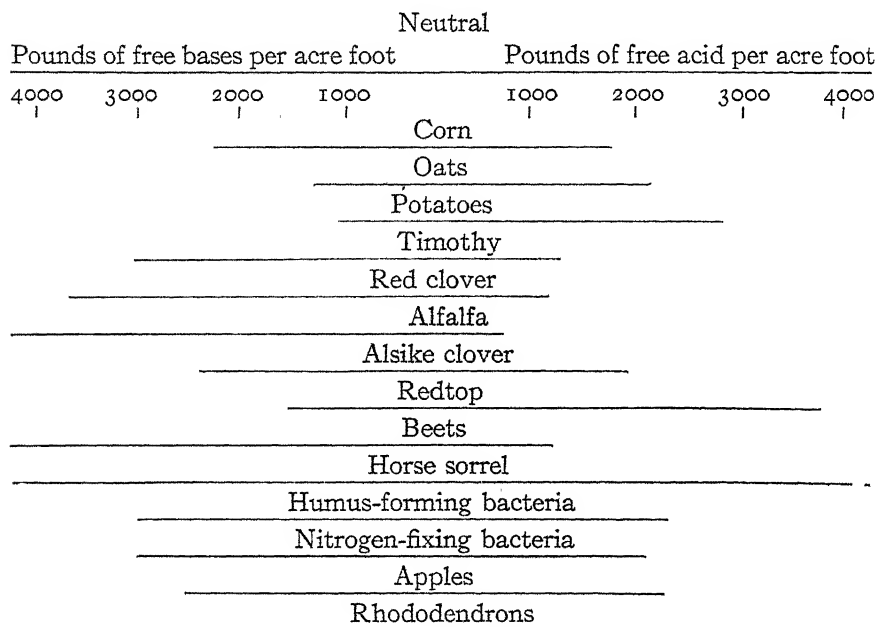 Neutral
Pounds of free bases per acre foot Pounds of free acid per acre foot
4000 3000 2000 1000 1000 2000 3000 4000
Corn
Oats
Potatoes
Timothy
Red clover
Alfalfa
Alsike clover
Redtop
Beets
Horse sorrel
Humus-forming bacteria
Nitrogen-fixing bacteria
Apples
Rhododendrons